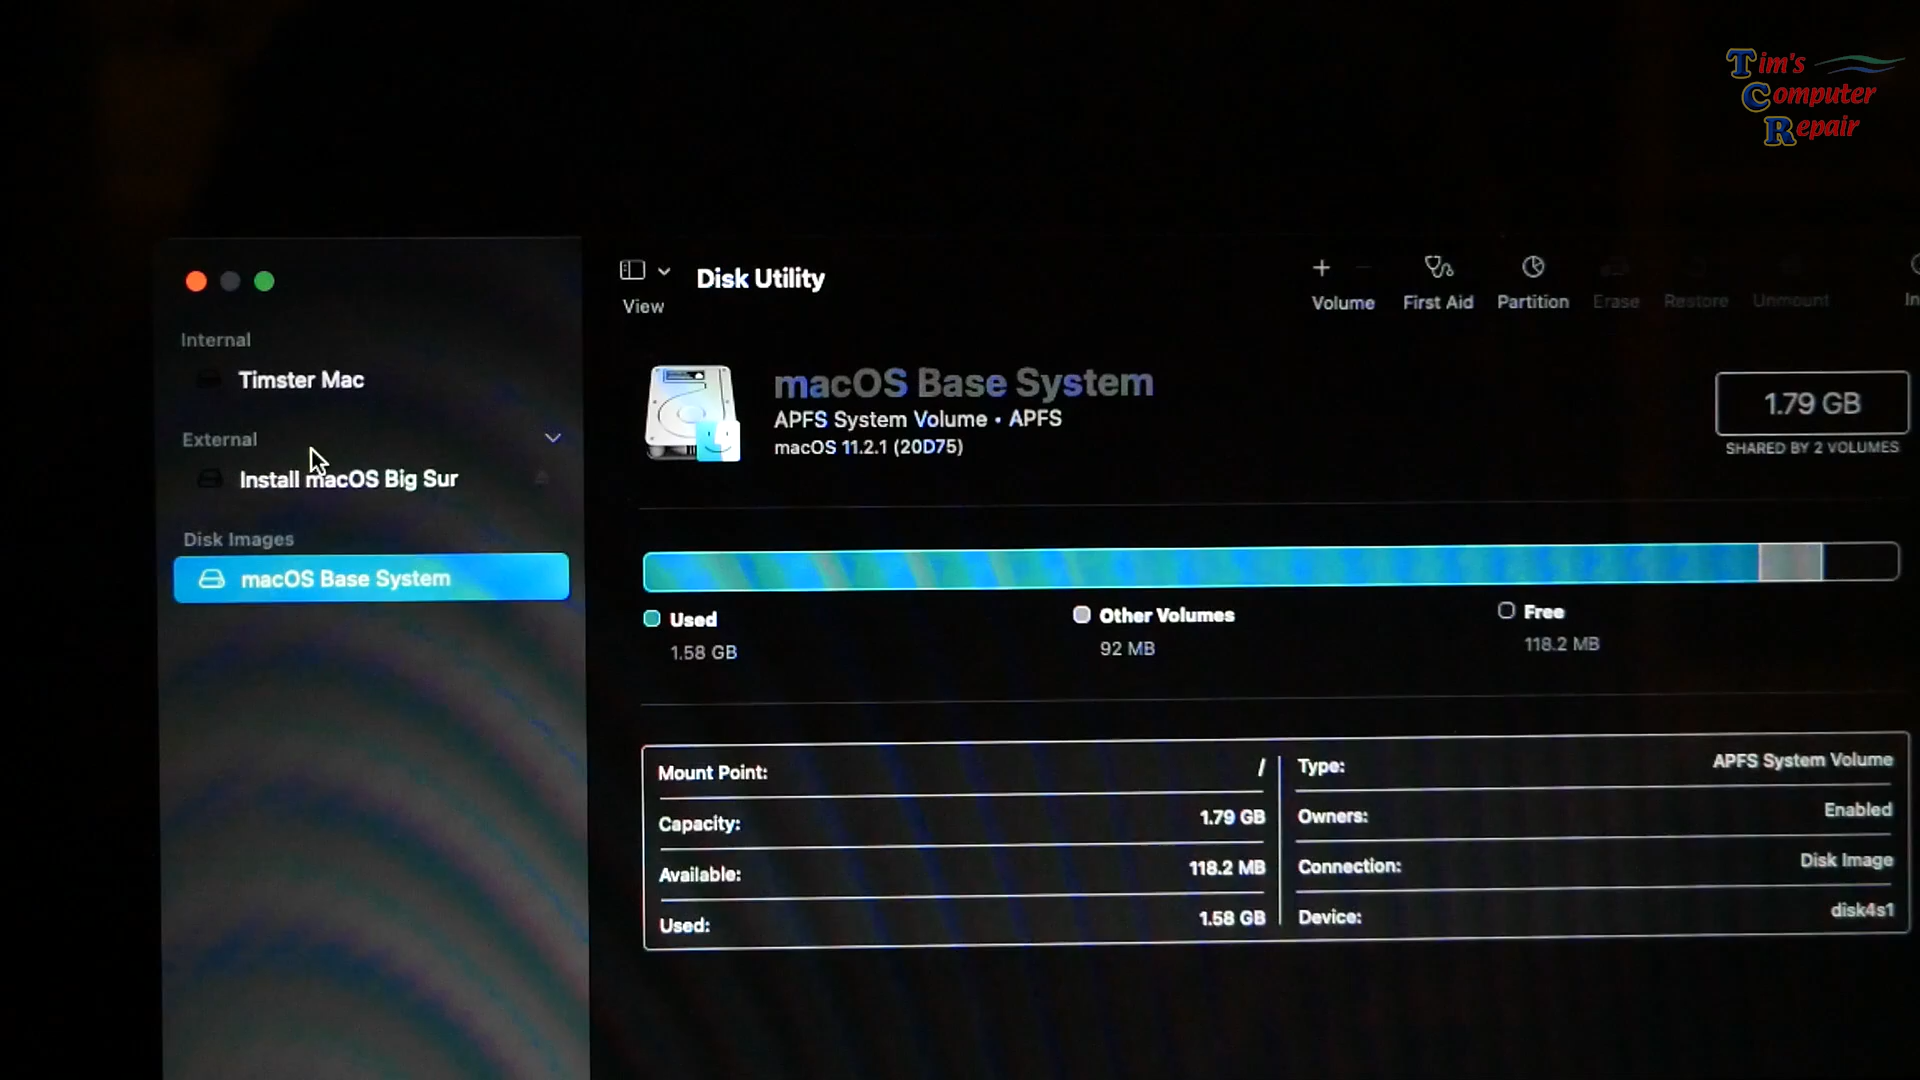 Tim's
Computer
Repair
View
Disk Utility
Volume
First Aid
Partition
Erase
Restore
Unmount
Internal
Timster Mac
External
Install macOS Big Sur
Disk Images
macOS Base System
macOS Base System
APFS System Volume • APFS
macOS 11.2.1 (20D75)
1.79 GB
SHARED BY 2 VOLUMES
Used
1.58 GB
Other Volumes
92 MB
Free
118.2 MB
Mount Point: /
Capacity: 1.79 GB
Available: 118.2 MB
Used: 1.58 GB
Type: APFS System Volume
Owners: Enabled
Connection: Disk Image
Device: disk4s1